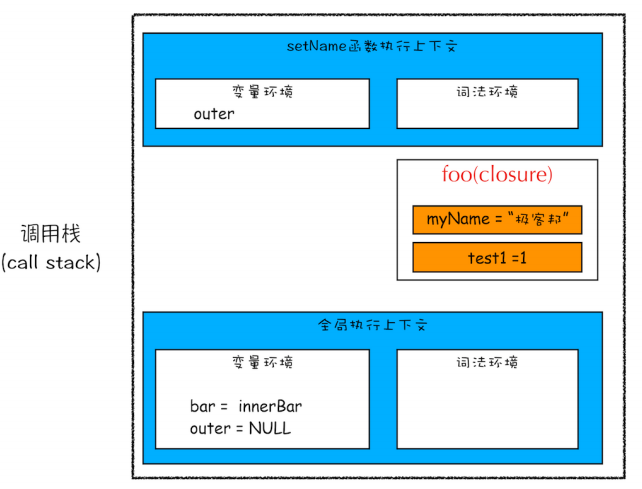 setName函数执行上下文
变量环境
词法环境
outer
foo(closure)
myName = “极客邦”
test1 =1
调用栈
(call stack)
全局执行上下文
变量环境
词法环境
bar = innerBar
outer = NULL